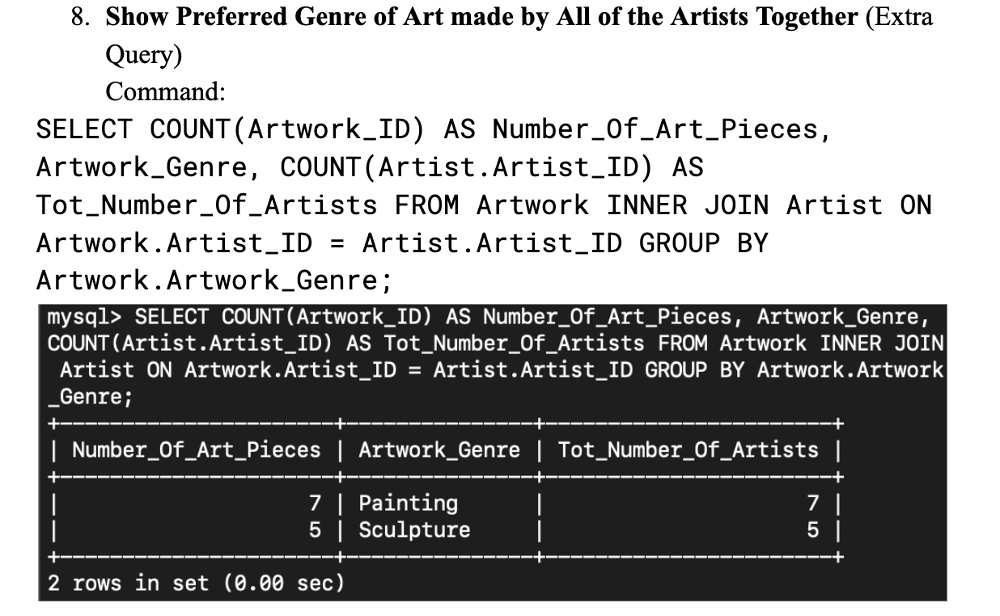 8. Show Preferred Genre of Art made by All of the Artists Together (Extra
Query)
Command:
SELECT COUNT(Artwork_ID) AS Number_Of_Art_Pieces,
Artwork_Genre, COUNT(Artist.Artist_ID) AS
Tot_Number_Of_Artists FROM Artwork INNER JOIN Artist ON
Artwork.Artist_ID = Artist.Artist_ID GROUP BY
Artwork.Artwork_Genre;
mysql> SELECT COUNT(Artwork_ID) AS Number_Of_Art_Pieces, Artwork_Genre,
COUNT(Artist.Artist_ID) AS Tot_Number_Of_Artists FROM Artwork INNER JOIN
Artist ON Artwork.Artist_ID = Artist.Artist_ID GROUP BY Artwork.Artwork
_Genre;
+----------------------+---------------+-----------------------+
| Number_Of_Art_Pieces | Artwork_Genre | Tot_Number_Of_Artists |
+----------------------+---------------+-----------------------+
| 7 | Painting | 7 |
| 5 | Sculpture | 5 |
+----------------------+---------------+-----------------------+
2 rows in set (0.00 sec)